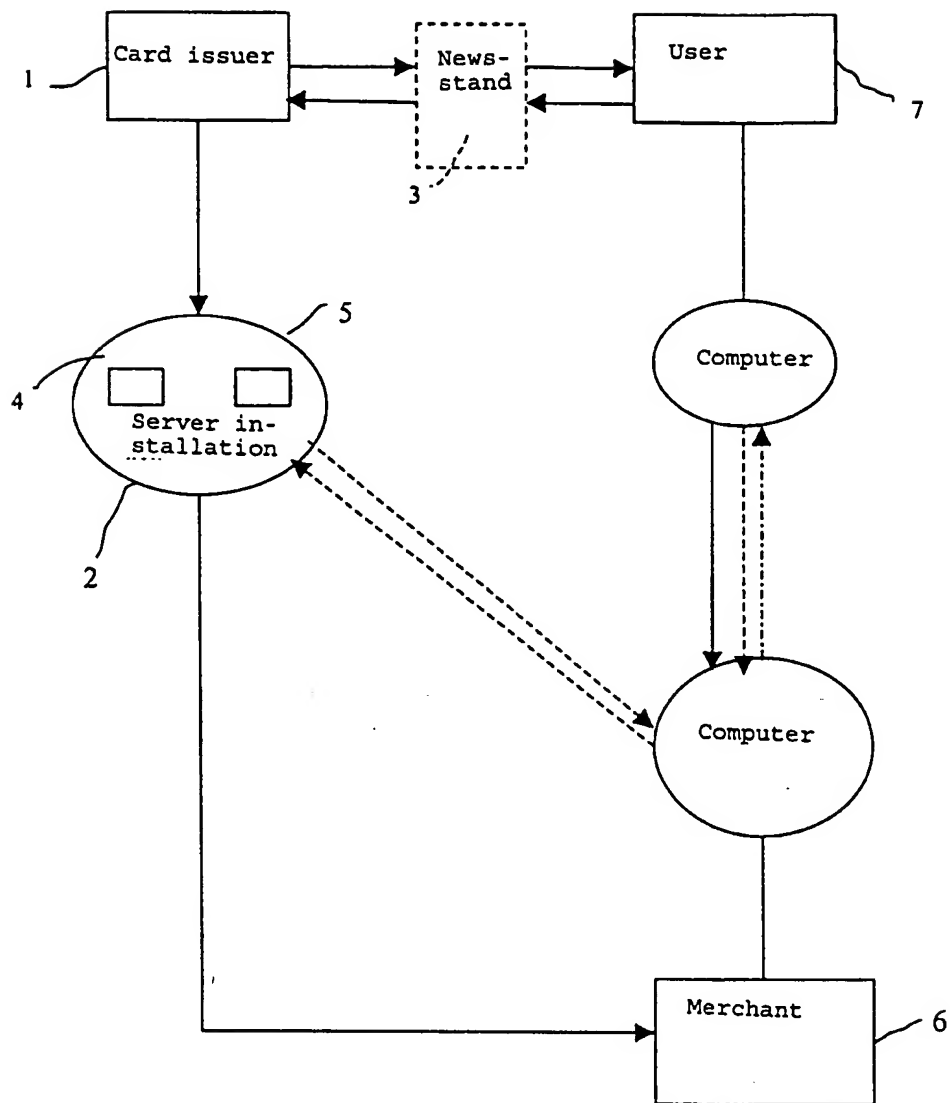 Card issuer
News-
stand
User
1
7
3
5
Computer
4
Server in-
stallation
2
Computer
Merchant
6